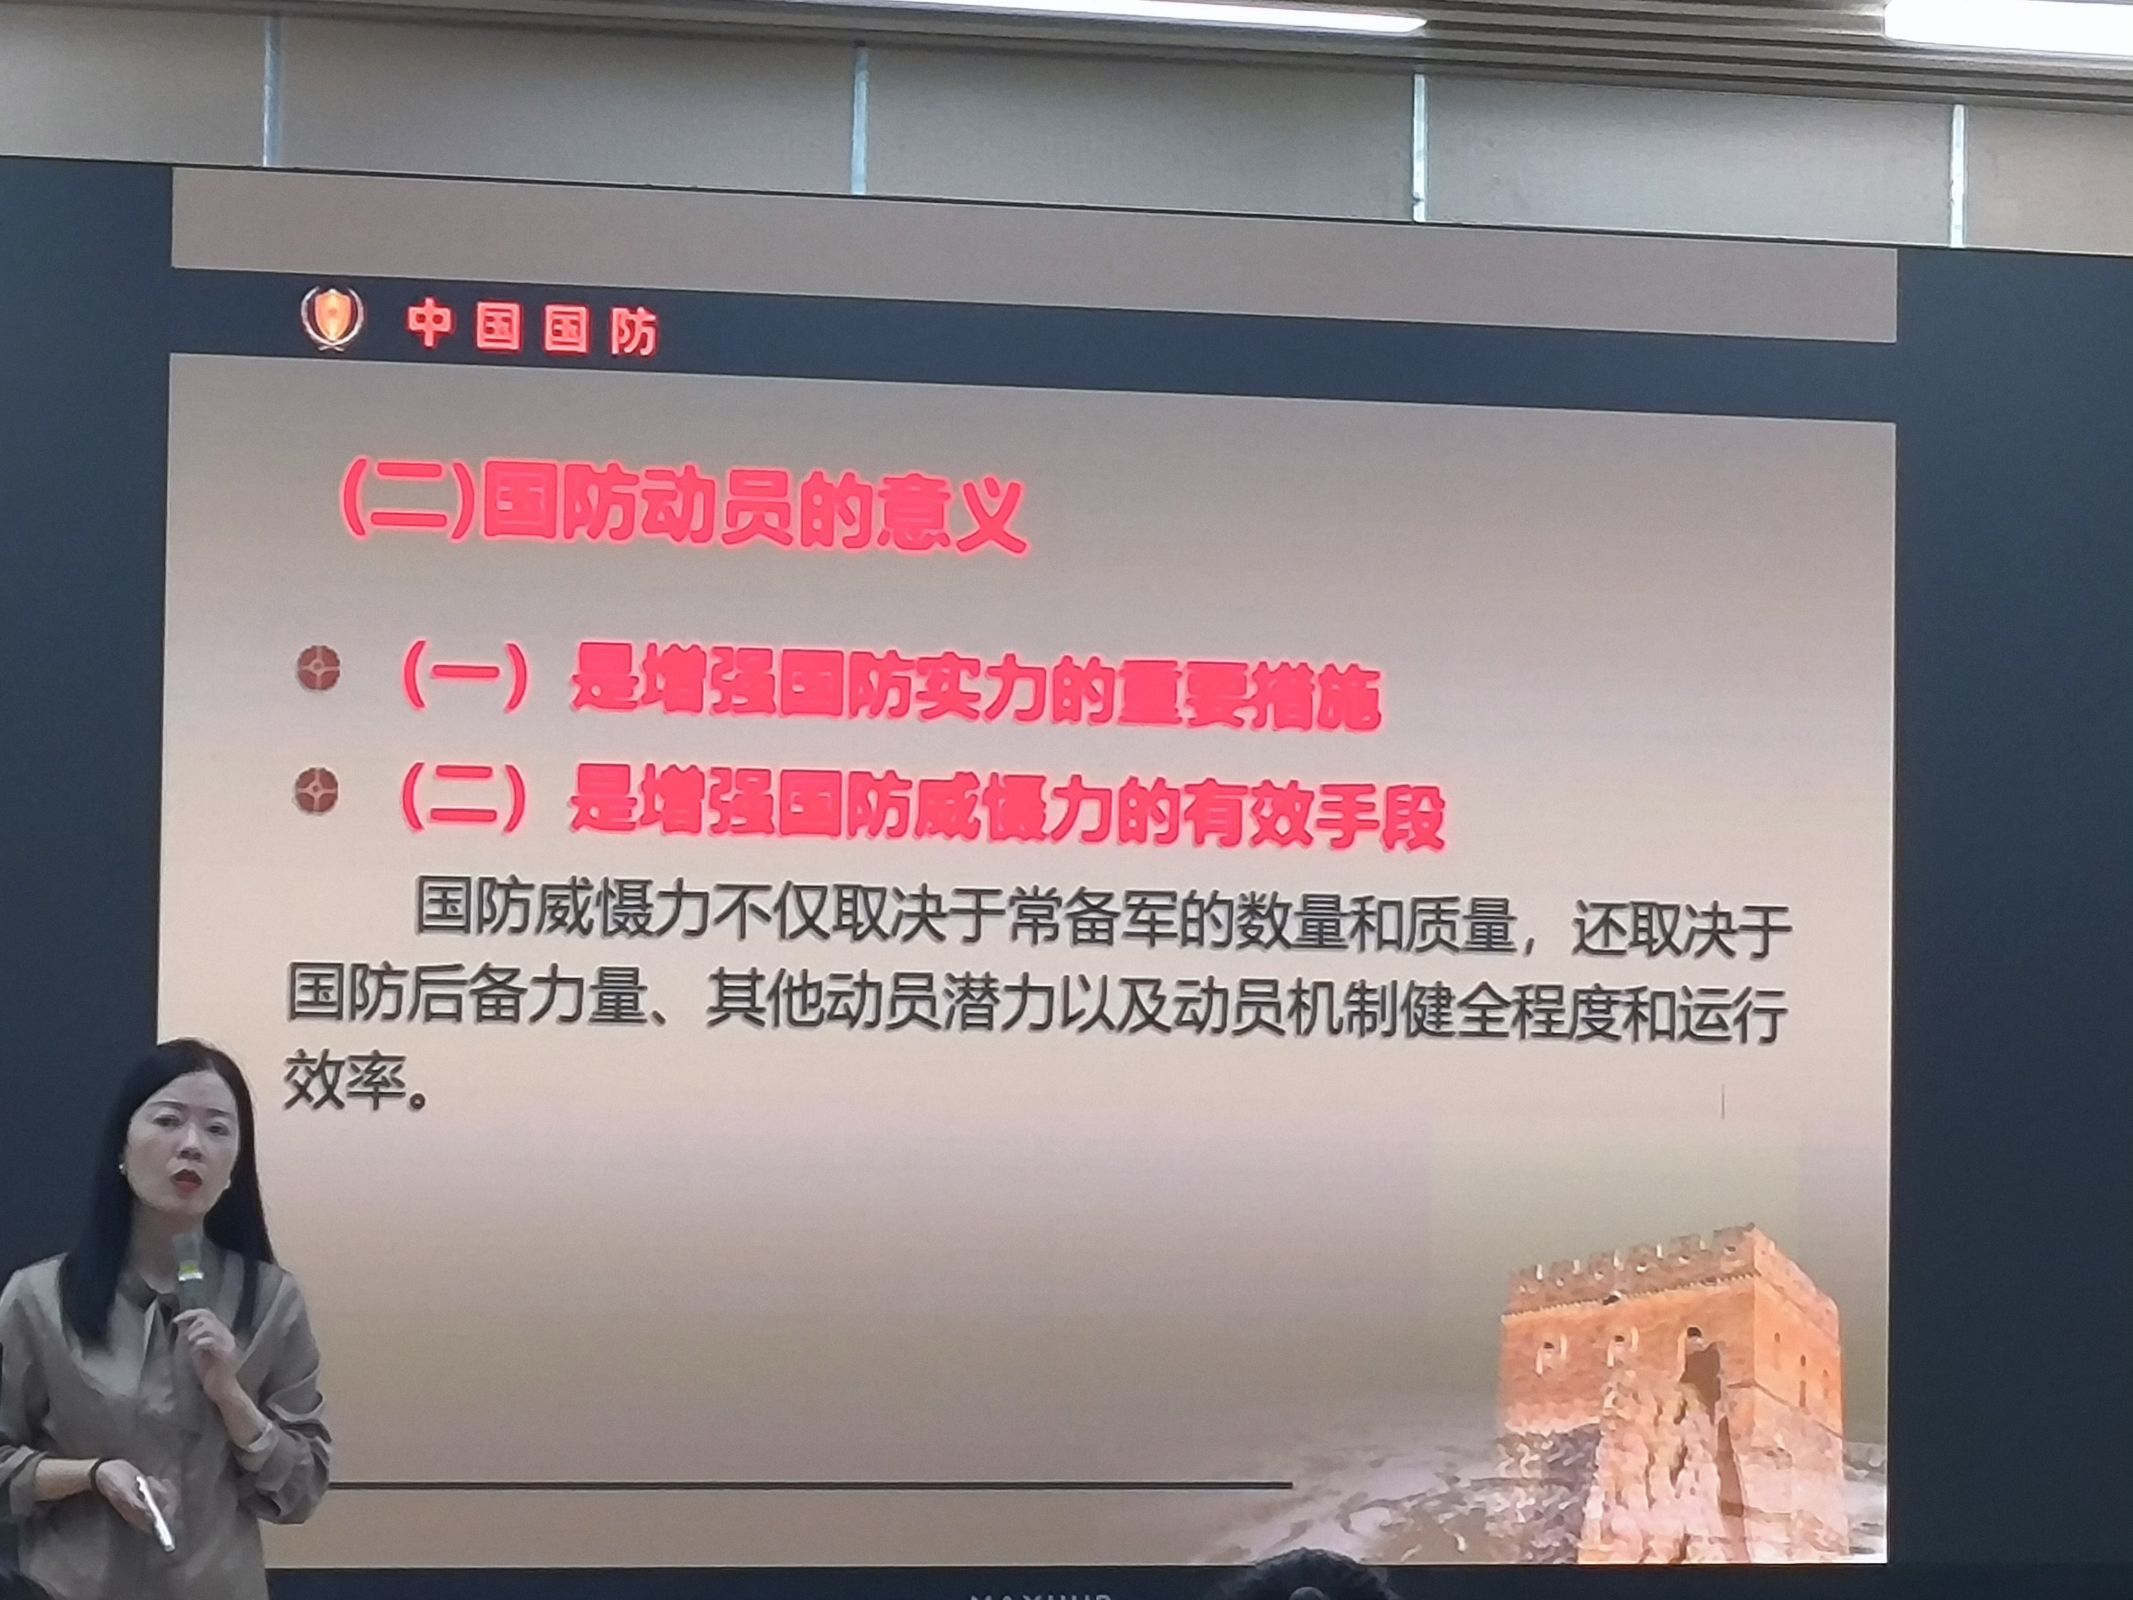 中国国防
(二)国防动员的意义
（一）是增强国防实力的重要措施
（二）是增强国防威慑力的有效手段
国防威慑力不仅取决于常备军的数量和质量，还取决于
国防后备力量、其他动员潜力以及动员机制健全程度和运行
效率。
MAXHUB